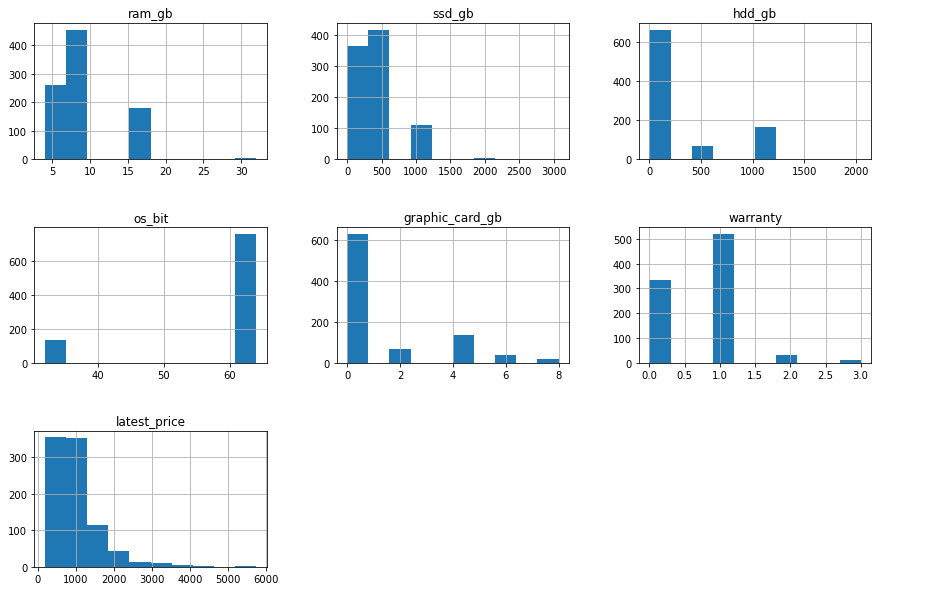 ram_gb
400
300
200
100
0
5 10 15 20 25 30
ssd_gb
400
300
200
100
0
0 500 1000 1500 2000 2500 3000
hdd_gb
600
400
200
0
0 500 1000 1500 2000
os_bit
600
400
200
0
40 50 60
graphic_card_gb
600
400
200
0
0 2 4 6 8
warranty
500
400
300
200
100
0
0.0 0.5 1.0 1.5 2.0 2.5 3.0
latest_price
300
200
100
0
0 1000 2000 3000 4000 5000 6000